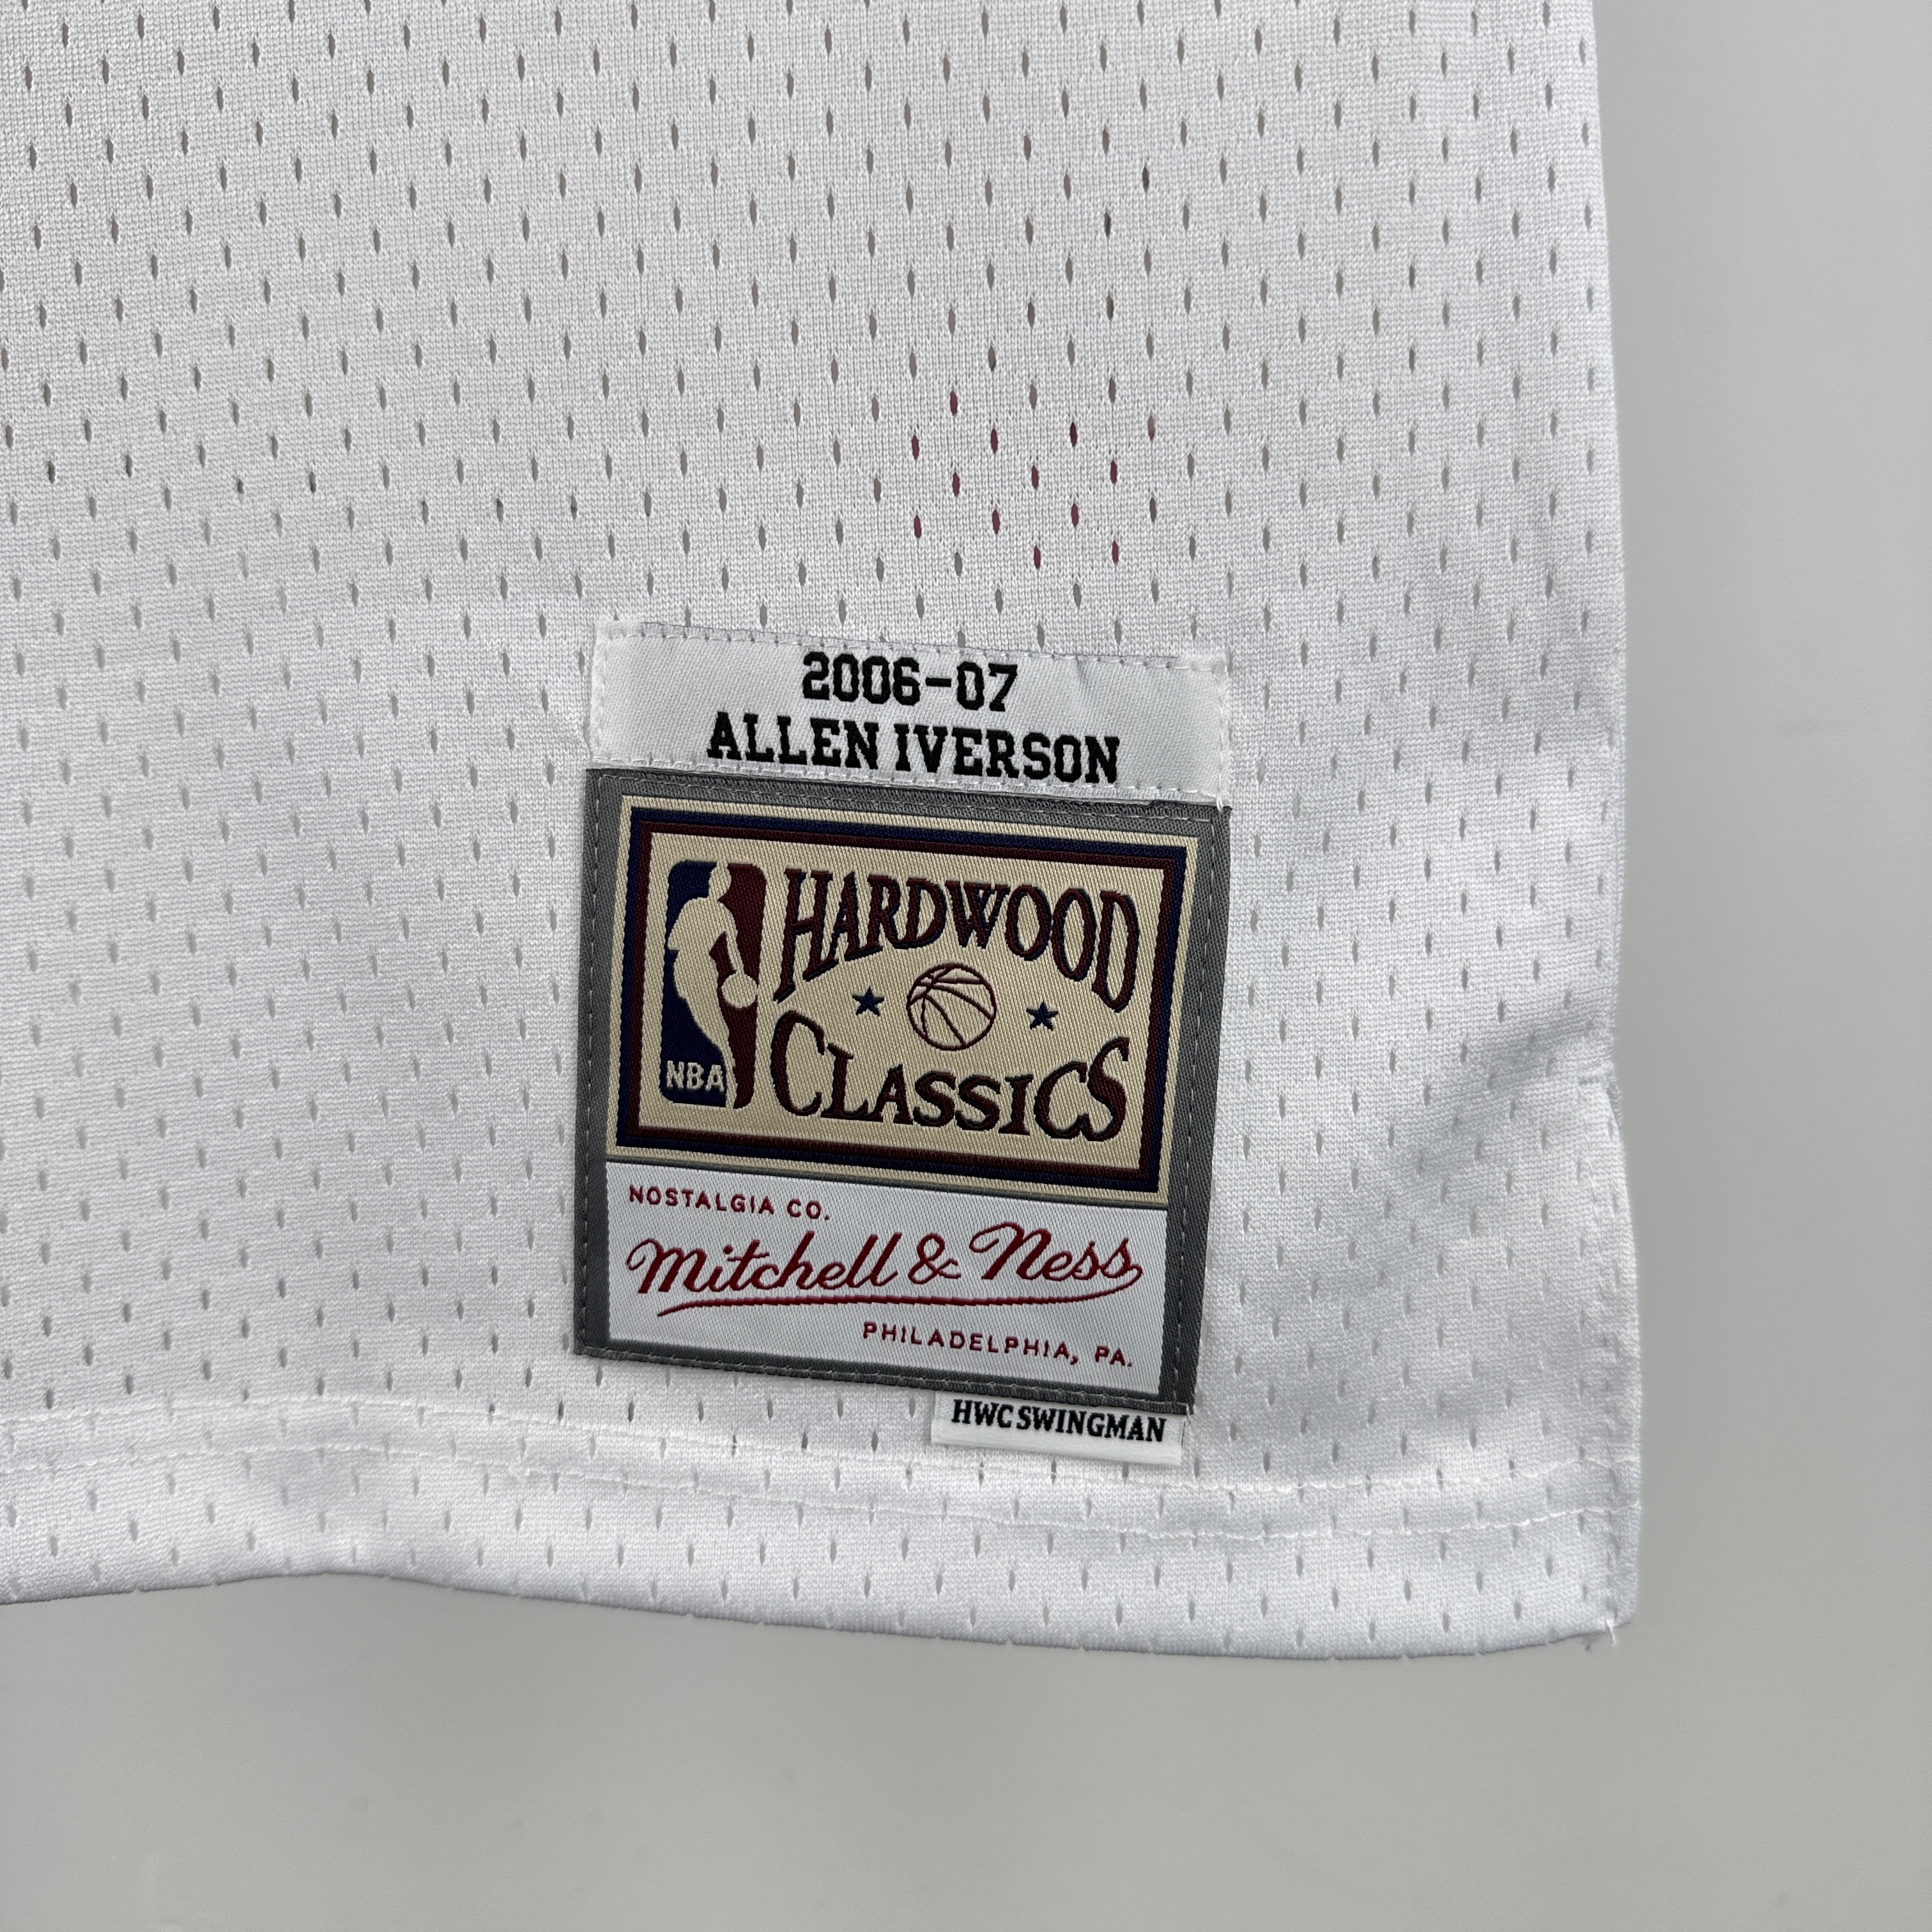 2006-07
ALLEN IVERSON
HARDWOOD
CLASSICS
NBA
NOSTALGIA CO.
Mitchell & Ness
PHILADELPHIA, PA.
HWC SWINGMAN